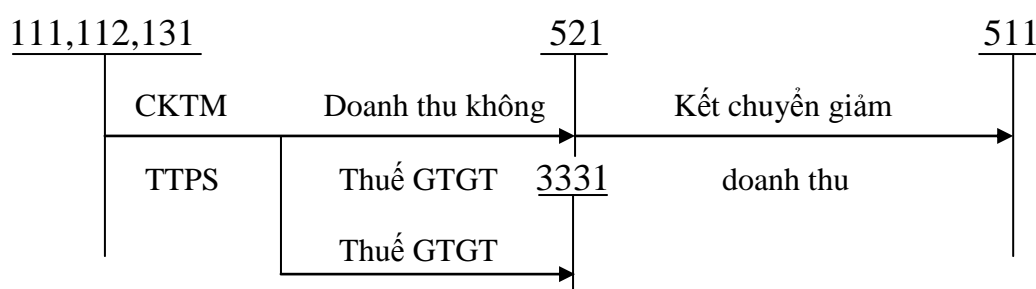 111,112,131 521 511
CKTM Doanh thu không Kết chuyển giảm
TTPS Thuế GTGT 3331 doanh thu
Thuế GTGT